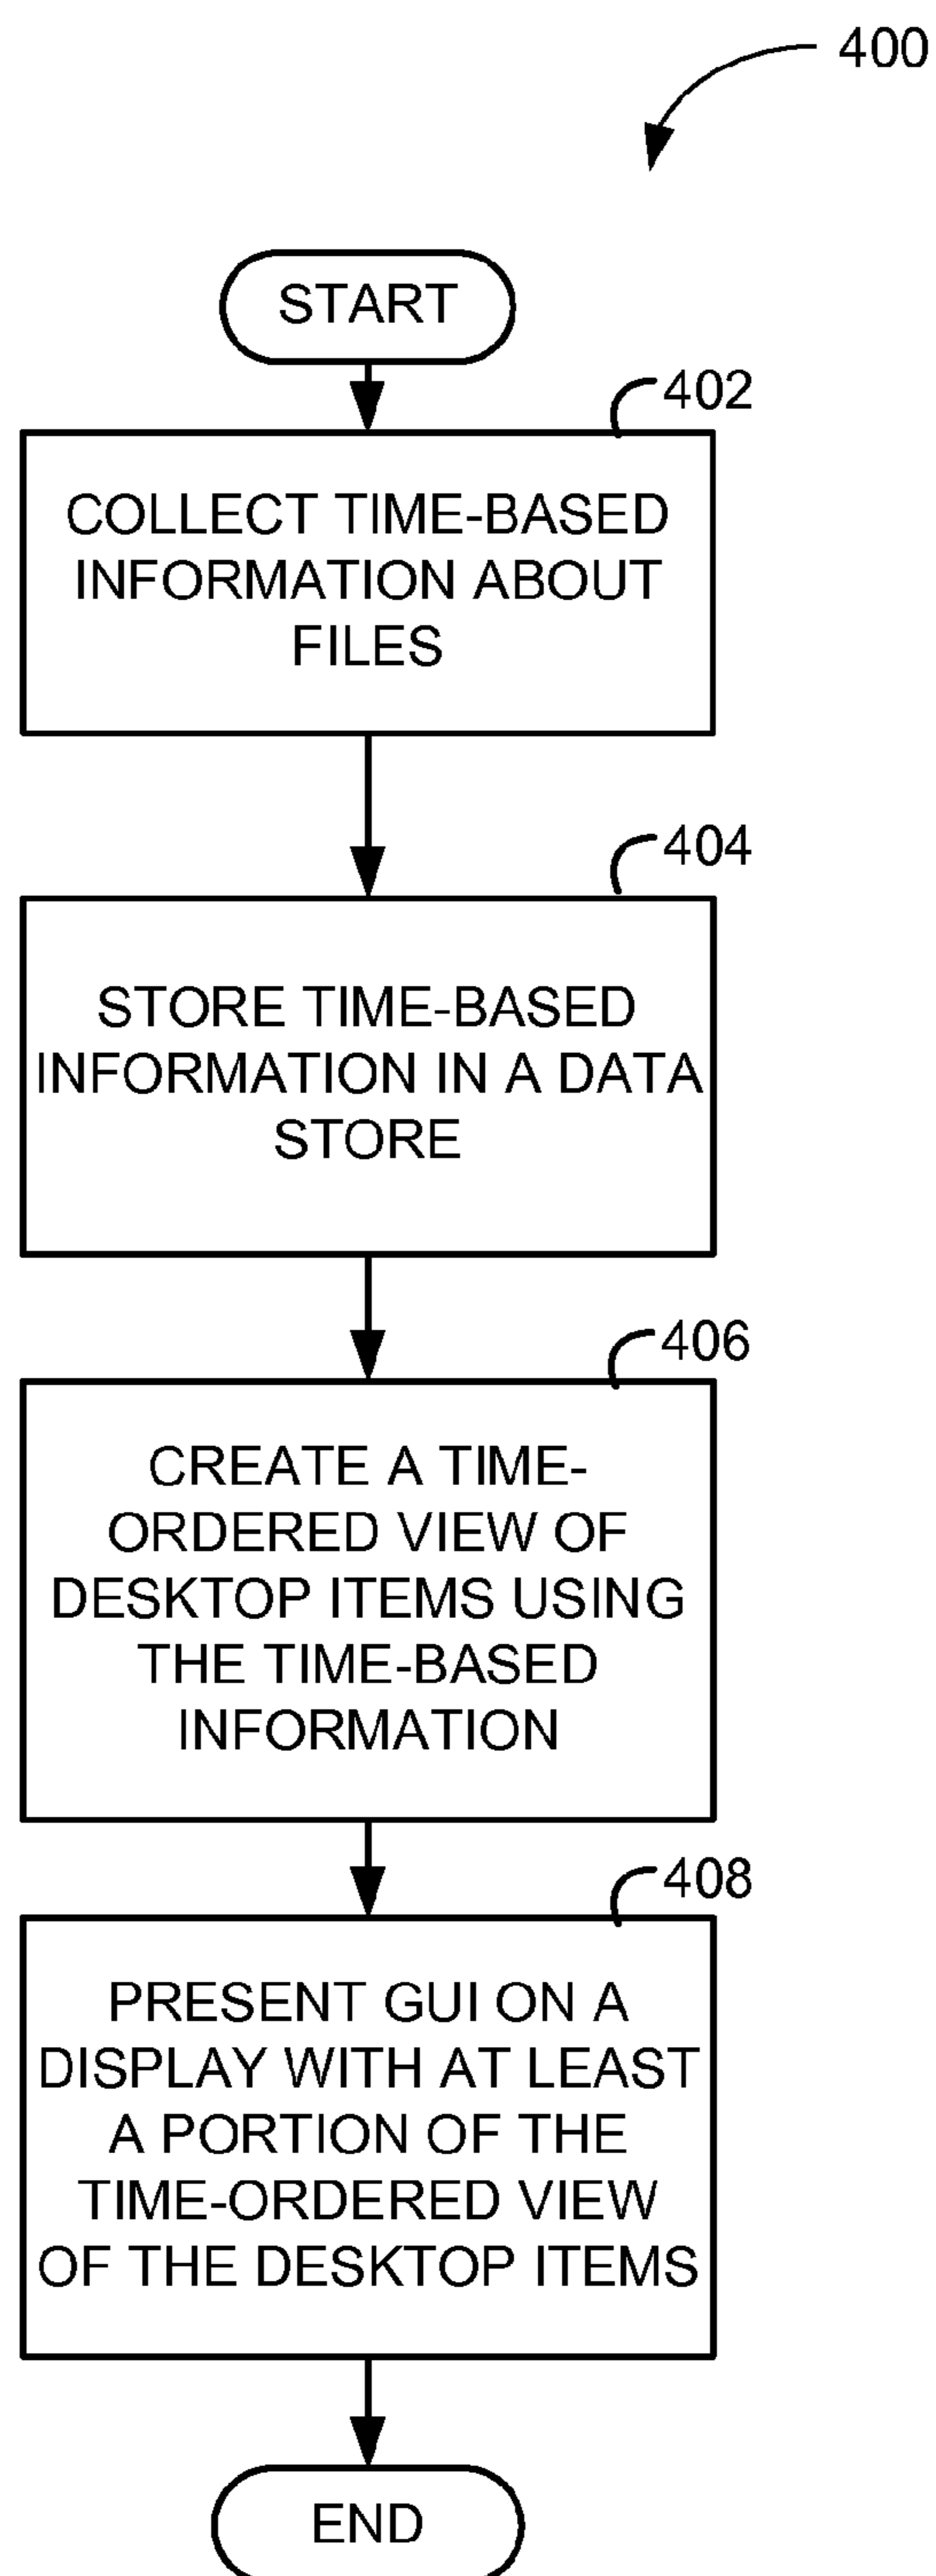 400
START
402
COLLECT TIME-BASED
INFORMATION ABOUT
FILES
404
STORE TIME-BASED
INFORMATION IN A DATA
STORE
406
CREATE A TIME-
ORDERED VIEW OF
DESKTOP ITEMS USING
THE TIME-BASED
INFORMATION
408
PRESENT GUI ON A
DISPLAY WITH AT LEAST
A PORTION OF THE
TIME-ORDERED VIEW
OF THE DESKTOP ITEMS
END